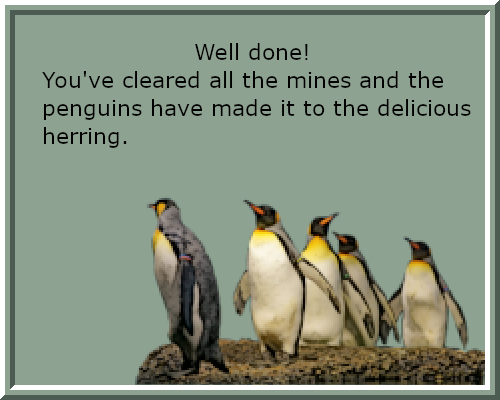 Well done!
You've cleared all the mines and the
penguins have made it to the delicious
herring.